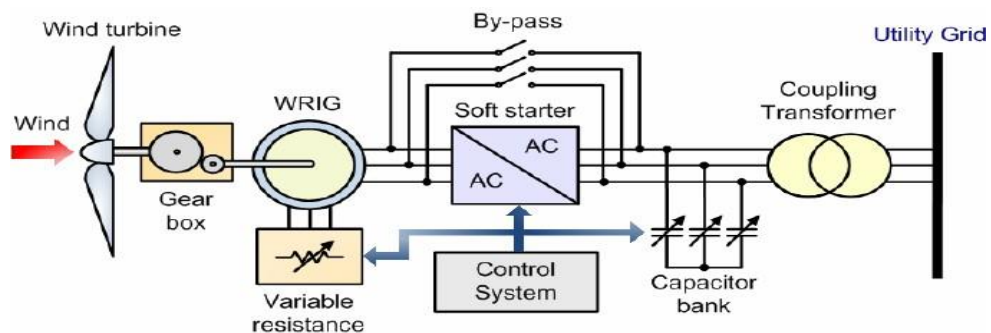 Wind turbine
By-pass
Utility Grid
WRIG
Soft starter
Coupling
Transformer
Wind
AC
AC
Gear
box
Control
System
Capacitor
bank
Variable
resistance